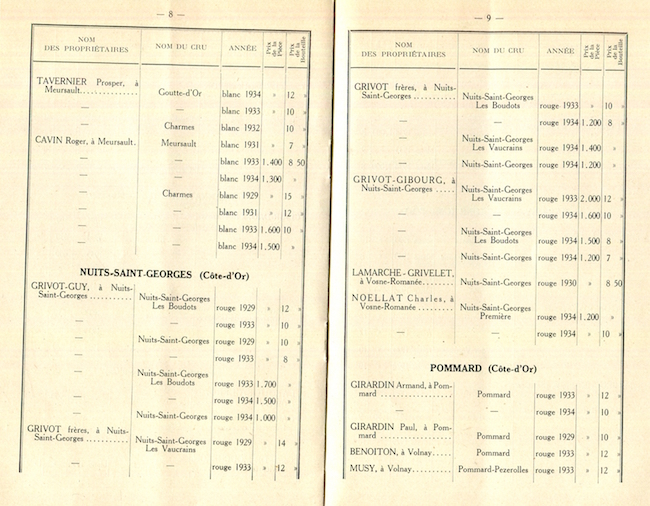 — 8 —
NOM
DES PROPRIÉTAIRES
NOM DU CRU
ANNÉE
Prix de la Pièce
Prix de la Bouteille
TAVERNIER Prosper, à
Meursault.............. Goutte-d'Or blanc 1934 » 12 »
— — blanc 1933 » 10 »
— Charmes blanc 1932 10 »
CAVIN Roger, à Meursault. Meursault blanc 1931 » 7 »
— — blanc 1933 1.400 8 50
— — blanc 1934 1.300 »
— Charmes blanc 1929 » 15 »
— — blanc 1931 » 12 »
— — blanc 1933 1.600 10 »
— — blanc 1934 1.500 »
NUITS-SAINT-GEORGES (Côte-d'Or)
GRIVOT-GUY, à Nuits-
Saint-Georges .......... Nuits-Saint-Georges
Les Boudots rouge 1929 » 12 »
— — rouge 1933 » 10 »
— Nuits-Saint-Georges rouge 1929 » 10 »
— — rouge 1933 » 8 »
— Nuits-Saint-Georges
Les Boudots rouge 1933 1.700 »
— — rouge 1934 1.500 »
— Nuits-Saint-Georges rouge 1934 1.000 »
GRIVOT frères, à Nuits-
Saint-Georges .......... Nuits-Saint-Georges rouge 1929 » 14 »
Les Vaucrains
— — rouge 1933 » 12 »
— 9 —
NOM
DES PROPRIÉTAIRES
NOM DU CRU
ANNÉE
Prix de la Pièce
Prix de la Bouteille
GRIVOT frères, à Nuits-
Saint-Georges .......... Nuits-Saint-Georges
Les Boudots rouge 1933 » 10 »
— — rouge 1934 1.200 8 »
— Nuits-Saint-Georges
Les Vaucrains rouge 1934 1.400 »
— Nuits-Saint-Georges rouge 1934 1.200 »
GRIVOT-GIBOURG, à
Nuits-Saint-Georges ..... Nuits-Saint-Georges
Les Vaucrains rouge 1933 2.000 12 »
— — rouge 1934 1.600 10 »
— Nuits-Saint-Georges
Les Boudots rouge 1934 1.500 8 »
— Nuits-Saint-Georges rouge 1934 1.200 7 »
LAMARCHE-GRIVELET,
à Vosne-Romanée...... Nuits-Saint-Georges rouge 1930 » 8 50
NOELLAT Charles, à
Vosne-Romanée ........ Nuits-Saint-Georges
Première rouge 1934 1.200 »
— — rouge 1934 » 10 »
POMMARD (Côte-d'Or)
GIRARDIN Armand, à Pom-
mard .................. Pommard rouge 1933 » 12 »
— — rouge 1934 » 10 »
GIRARDIN Paul, à Pom-
mard .................. Pommard rouge 1929 » 10 »
BENOITON, à Volnay..... Pommard rouge 1933 » 12 »
MUSY, à Volnay.......... Pommard-Pezerolles rouge 1933 » 12 »